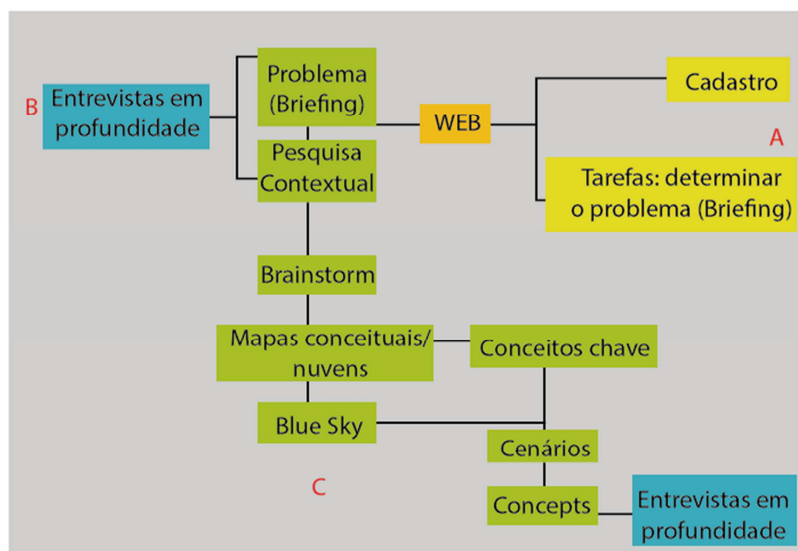 Problema
(Briefing)
Cadastro
B
Entrevistas em
profundidade
WEB
A
Pesquisa
Contextual
Tarefas: determinar
o problema (Briefing)
Brainstorm
Mapas conceituais/
nuvens
Conceitos chave
Blue Sky
Cenários
C
Concepts
Entrevistas em
profundidade